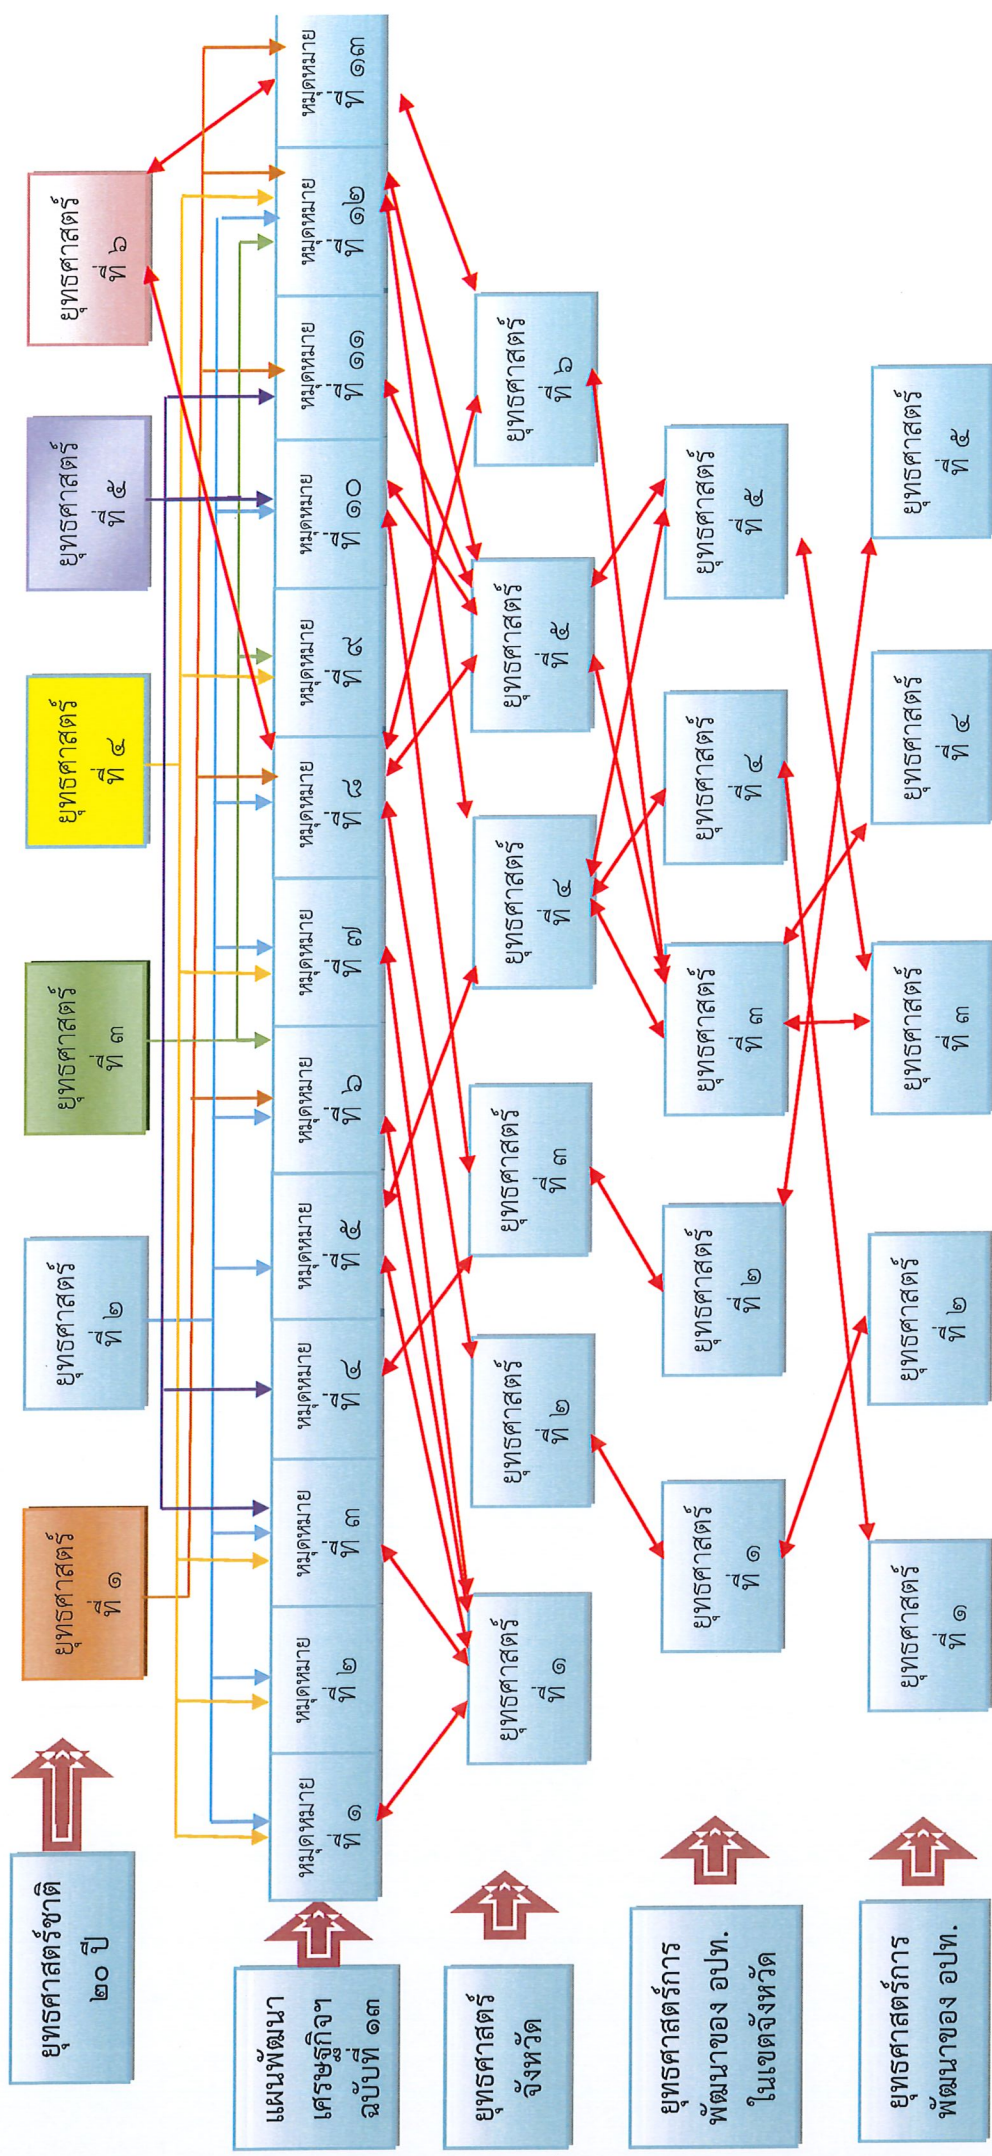 ยุทธศาสตร์ชาติ
๒๐ ปี
ยุทธศาสตร์
ที่ ๑
ยุทธศาสตร์
ที่ ๒
ยุทธศาสตร์
ที่ ๓
ยุทธศาสตร์
ที่ ๔
ยุทธศาสตร์
ที่ ๕
ยุทธศาสตร์
ที่ ๖
แผนพัฒนา
เศรษฐกิจฯ
ฉบับที่ ๑๓
หมุดหมาย
ที่ ๑
หมุดหมาย
ที่ ๒
หมุดหมาย
ที่ ๓
หมุดหมาย
ที่ ๔
หมุดหมาย
ที่ ๕
หมุดหมาย
ที่ ๖
หมุดหมาย
ที่ ๗
หมุดหมาย
ที่ ๘
หมุดหมาย
ที่ ๙
หมุดหมาย
ที่ ๑๐
หมุดหมาย
ที่ ๑๑
หมุดหมาย
ที่ ๑๒
หมุดหมาย
ที่ ๑๓
ยุทธศาสตร์
จังหวัด
ยุทธศาสตร์
ที่ ๑
ยุทธศาสตร์
ที่ ๒
ยุทธศาสตร์
ที่ ๓
ยุทธศาสตร์
ที่ ๔
ยุทธศาสตร์
ที่ ๕
ยุทธศาสตร์
ที่ ๖
ยุทธศาสตร์การ
พัฒนาของ อปท.
ในเขตจังหวัด
ยุทธศาสตร์
ที่ ๑
ยุทธศาสตร์
ที่ ๒
ยุทธศาสตร์
ที่ ๓
ยุทธศาสตร์
ที่ ๔
ยุทธศาสตร์
ที่ ๕
ยุทธศาสตร์การ
พัฒนาของ อปท.
ยุทธศาสตร์
ที่ ๑
ยุทธศาสตร์
ที่ ๒
ยุทธศาสตร์
ที่ ๓
ยุทธศาสตร์
ที่ ๔
ยุทธศาสตร์
ที่ ๕